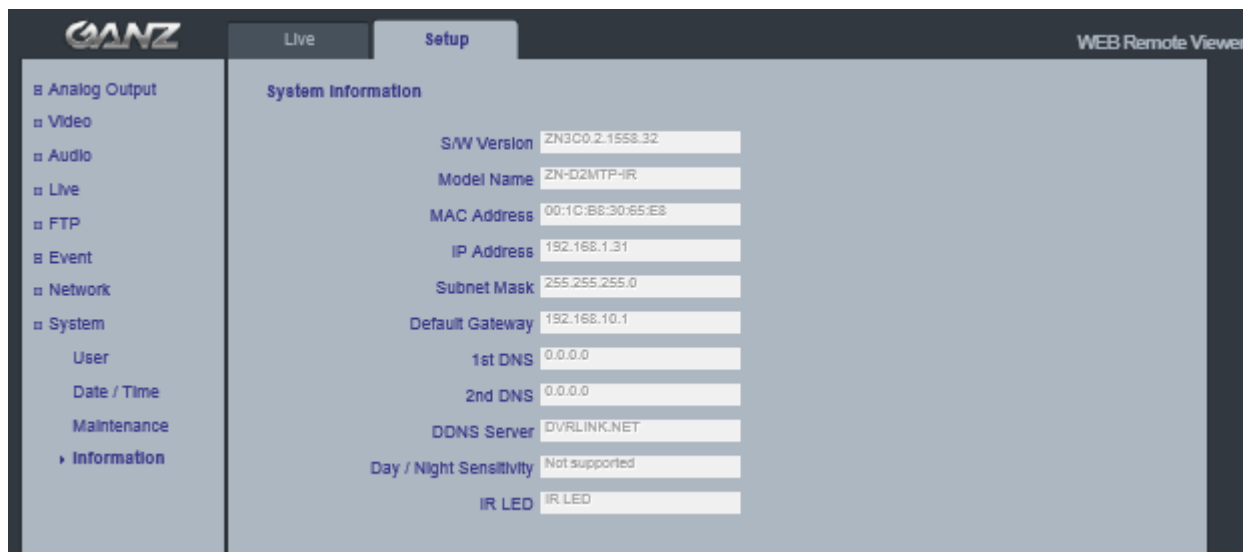 GANZ
Live
Setup
WEB Remote Viewer
Analog Output
Video
Audio
Live
FTP
Event
Network
System
User
Date / Time
Maintenance
Information
System Information
S/W Version ZN3C0.2.1558.32
Model Name ZN-D2MTP-IR
MAC Address 00:1C:B8:30:65:E8
IP Address 192.168.1.31
Subnet Mask 255.255.255.0
Default Gateway 192.168.10.1
1st DNS 0.0.0.0
2nd DNS 0.0.0.0
DDNS Server DVRLINK.NET
Day / Night Sensitivity Not supported
IR LED IR LED